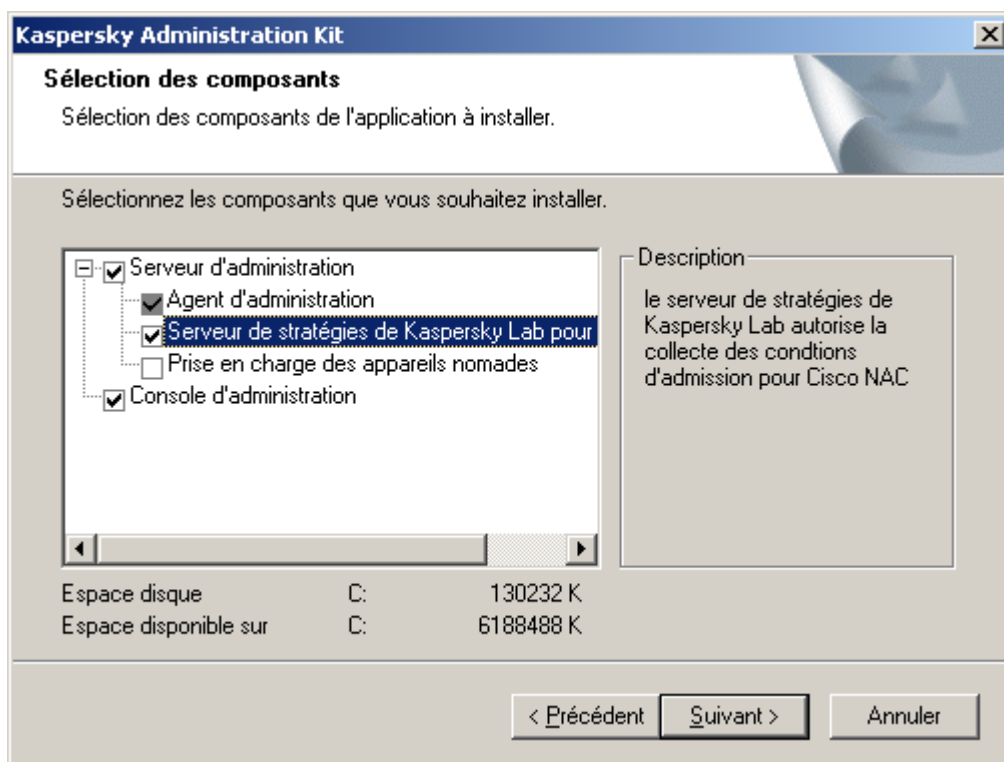 Kaspersky Administration Kit
Sélection des composants
Sélection des composants de l'application à installer.
Sélectionnez les composants que vous souhaitez installer.
Serveur d'administration
Agent d'administration
Serveur de stratégies de Kaspersky Lab pour
Prise en charge des appareils nomades
Console d'administration
Description
le serveur de stratégies de
Kaspersky Lab autorise la
collecte des condtions
d'admission pour Cisco NAC
Espace disque C: 130232 K
Espace disponible sur C: 6188488 K
< Précédent Suivant > Annuler